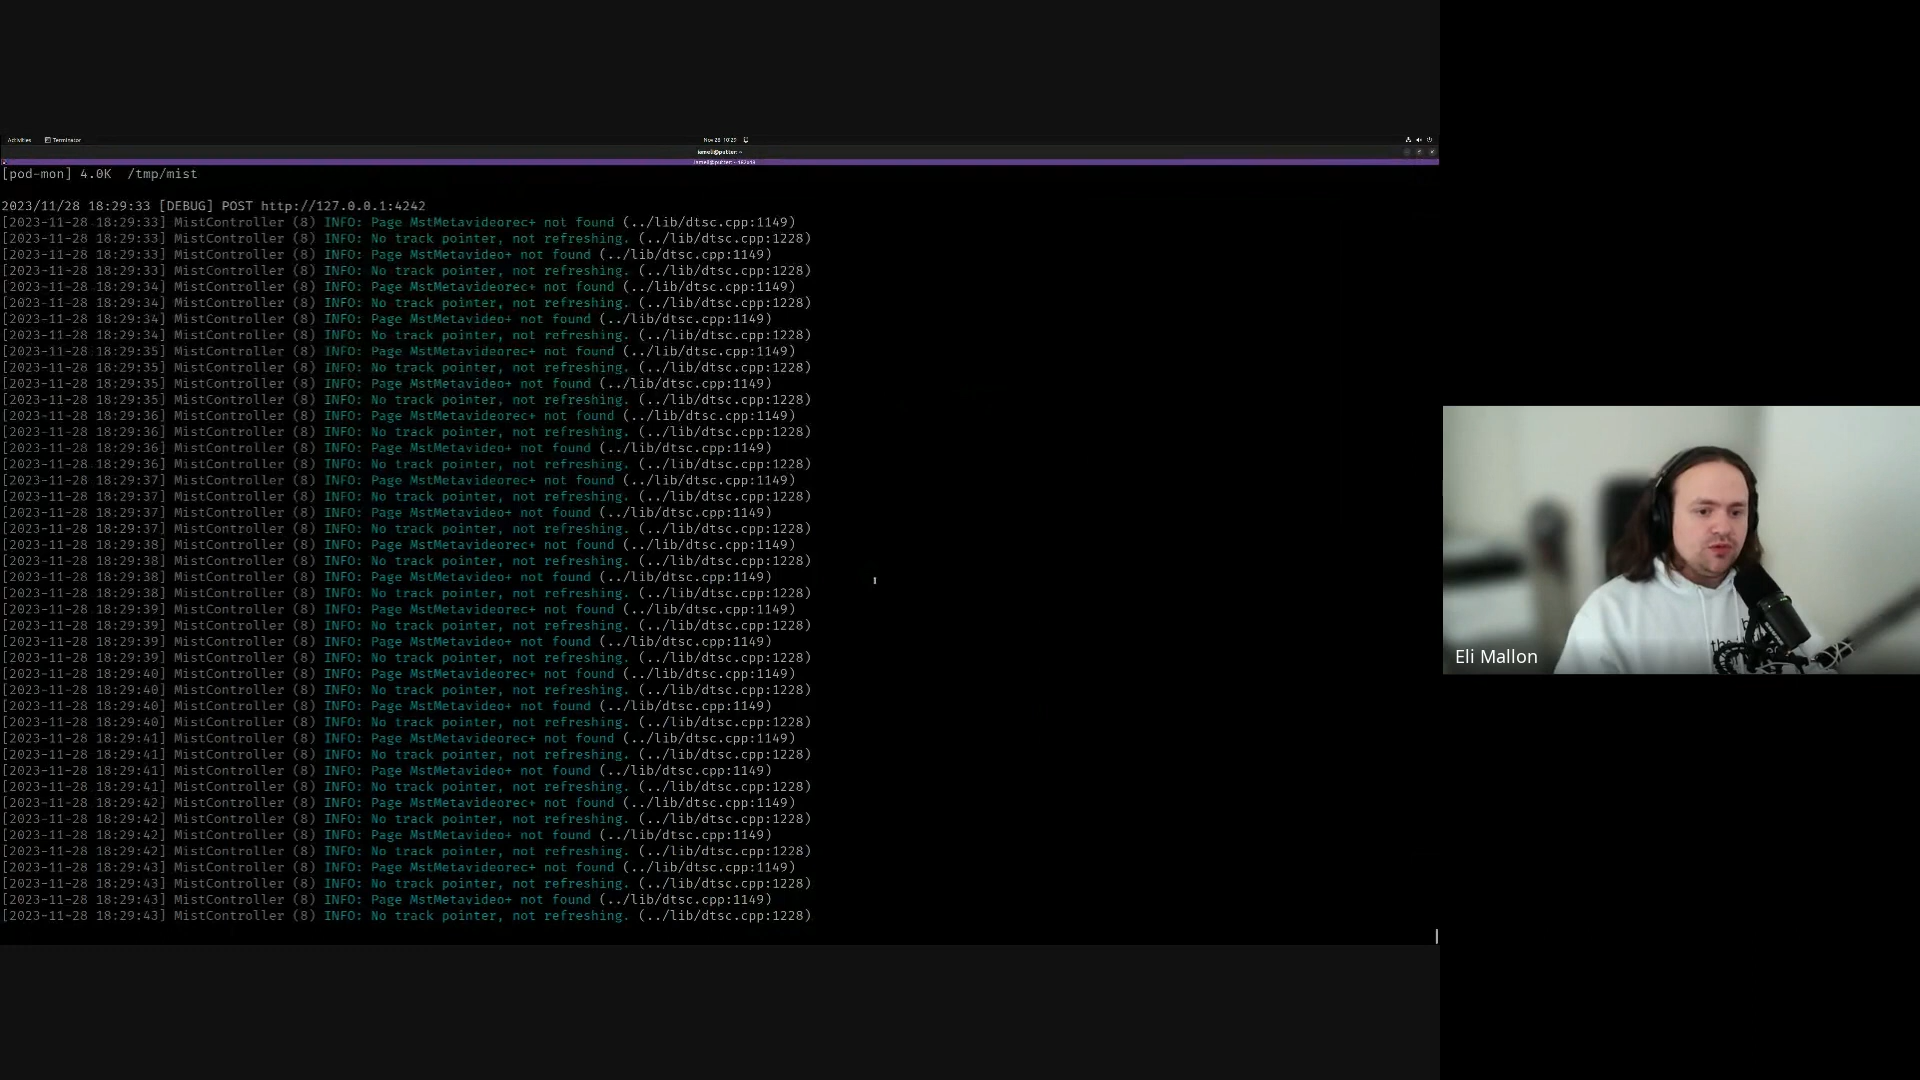 Activities Terminator Nov 28 10:29
iameli@putter: ~
iameli@putter: ~ 182x48
[pod-mon] 4.0K /tmp/mist
2023/11/28 18:29:33 [DEBUG] POST http://127.0.0.1:4242
[2023-11-28 18:29:33] MistController (8) INFO: Page MstMetavideorec+ not found (../lib/dtsc.cpp:1149)
[2023-11-28 18:29:33] MistController (8) INFO: No track pointer, not refreshing. (../lib/dtsc.cpp:1228)
[2023-11-28 18:29:33] MistController (8) INFO: Page MstMetavideo+ not found (../lib/dtsc.cpp:1149)
[2023-11-28 18:29:33] MistController (8) INFO: No track pointer, not refreshing. (../lib/dtsc.cpp:1228)
[2023-11-28 18:29:34] MistController (8) INFO: Page MstMetavideorec+ not found (../lib/dtsc.cpp:1149)
[2023-11-28 18:29:34] MistController (8) INFO: No track pointer, not refreshing. (../lib/dtsc.cpp:1228)
[2023-11-28 18:29:34] MistController (8) INFO: Page MstMetavideo+ not found (../lib/dtsc.cpp:1149)
[2023-11-28 18:29:34] MistController (8) INFO: No track pointer, not refreshing. (../lib/dtsc.cpp:1228)
[2023-11-28 18:29:35] MistController (8) INFO: Page MstMetavideorec+ not found (../lib/dtsc.cpp:1149)
[2023-11-28 18:29:35] MistController (8) INFO: No track pointer, not refreshing. (../lib/dtsc.cpp:1228)
[2023-11-28 18:29:35] MistController (8) INFO: Page MstMetavideo+ not found (../lib/dtsc.cpp:1149)
[2023-11-28 18:29:35] MistController (8) INFO: No track pointer, not refreshing. (../lib/dtsc.cpp:1228)
[2023-11-28 18:29:36] MistController (8) INFO: Page MstMetavideorec+ not found (../lib/dtsc.cpp:1149)
[2023-11-28 18:29:36] MistController (8) INFO: No track pointer, not refreshing. (../lib/dtsc.cpp:1228)
[2023-11-28 18:29:36] MistController (8) INFO: Page MstMetavideo+ not found (../lib/dtsc.cpp:1149)
[2023-11-28 18:29:36] MistController (8) INFO: No track pointer, not refreshing. (../lib/dtsc.cpp:1228)
[2023-11-28 18:29:37] MistController (8) INFO: Page MstMetavideorec+ not found (../lib/dtsc.cpp:1149)
[2023-11-28 18:29:37] MistController (8) INFO: No track pointer, not refreshing. (../lib/dtsc.cpp:1228)
[2023-11-28 18:29:37] MistController (8) INFO: Page MstMetavideo+ not found (../lib/dtsc.cpp:1149)
[2023-11-28 18:29:37] MistController (8) INFO: No track pointer, not refreshing. (../lib/dtsc.cpp:1228)
[2023-11-28 18:29:38] MistController (8) INFO: Page MstMetavideorec+ not found (../lib/dtsc.cpp:1149)
[2023-11-28 18:29:38] MistController (8) INFO: No track pointer, not refreshing. (../lib/dtsc.cpp:1228)
[2023-11-28 18:29:38] MistController (8) INFO: Page MstMetavideo+ not found (../lib/dtsc.cpp:1149)
[2023-11-28 18:29:38] MistController (8) INFO: No track pointer, not refreshing. (../lib/dtsc.cpp:1228)
[2023-11-28 18:29:39] MistController (8) INFO: Page MstMetavideorec+ not found (../lib/dtsc.cpp:1149)
[2023-11-28 18:29:39] MistController (8) INFO: No track pointer, not refreshing. (../lib/dtsc.cpp:1228)
[2023-11-28 18:29:39] MistController (8) INFO: Page MstMetavideo+ not found (../lib/dtsc.cpp:1149)
[2023-11-28 18:29:39] MistController (8) INFO: No track pointer, not refreshing. (../lib/dtsc.cpp:1228)
[2023-11-28 18:29:40] MistController (8) INFO: Page MstMetavideorec+ not found (../lib/dtsc.cpp:1149)
[2023-11-28 18:29:40] MistController (8) INFO: No track pointer, not refreshing. (../lib/dtsc.cpp:1228)
[2023-11-28 18:29:40] MistController (8) INFO: Page MstMetavideo+ not found (../lib/dtsc.cpp:1149)
[2023-11-28 18:29:40] MistController (8) INFO: No track pointer, not refreshing. (../lib/dtsc.cpp:1228)
[2023-11-28 18:29:41] MistController (8) INFO: Page MstMetavideorec+ not found (../lib/dtsc.cpp:1149)
[2023-11-28 18:29:41] MistController (8) INFO: No track pointer, not refreshing. (../lib/dtsc.cpp:1228)
[2023-11-28 18:29:41] MistController (8) INFO: Page MstMetavideo+ not found (../lib/dtsc.cpp:1149)
[2023-11-28 18:29:41] MistController (8) INFO: No track pointer, not refreshing. (../lib/dtsc.cpp:1228)
[2023-11-28 18:29:42] MistController (8) INFO: Page MstMetavideorec+ not found (../lib/dtsc.cpp:1149)
[2023-11-28 18:29:42] MistController (8) INFO: No track pointer, not refreshing. (../lib/dtsc.cpp:1228)
[2023-11-28 18:29:42] MistController (8) INFO: Page MstMetavideo+ not found (../lib/dtsc.cpp:1149)
[2023-11-28 18:29:42] MistController (8) INFO: No track pointer, not refreshing. (../lib/dtsc.cpp:1228)
[2023-11-28 18:29:43] MistController (8) INFO: Page MstMetavideorec+ not found (../lib/dtsc.cpp:1149)
[2023-11-28 18:29:43] MistController (8) INFO: No track pointer, not refreshing. (../lib/dtsc.cpp:1228)
[2023-11-28 18:29:43] MistController (8) INFO: Page MstMetavideo+ not found (../lib/dtsc.cpp:1149)
[2023-11-28 18:29:43] MistController (8) INFO: No track pointer, not refreshing. (../lib/dtsc.cpp:1228)
Eli Mallon